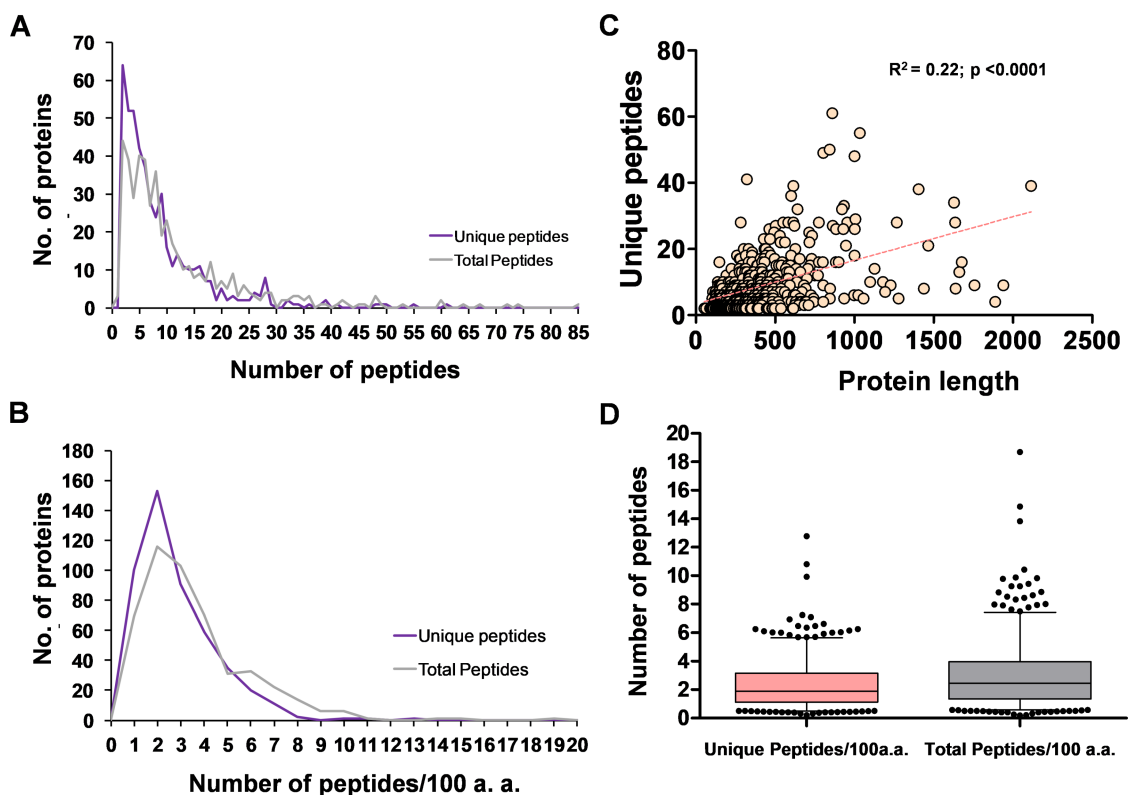 A
No. of proteins
70
60
50
40
30
20
10
0
Unique peptides
Total Peptides
0 5 10 15 20 25 30 35 40 45 50 55 60 65 70 75 80 85
Number of peptides
B
No. of proteins
180
160
140
120
100
80
60
40
20
0
Unique peptides
Total Peptides
0 1 2 3 4 5 6 7 8 9 10 11 12 13 14 15 16 17 18 19 20
Number of peptides/100 a. a.
C
Unique peptides
80
60
40
20
0
R² = 0.22; p <0.0001
0 500 1000 1500 2000 2500
Protein length
D
Number of peptides
20
18
16
14
12
10
8
6
4
2
0
Unique Peptides/100a.a. Total Peptides/100 a.a.